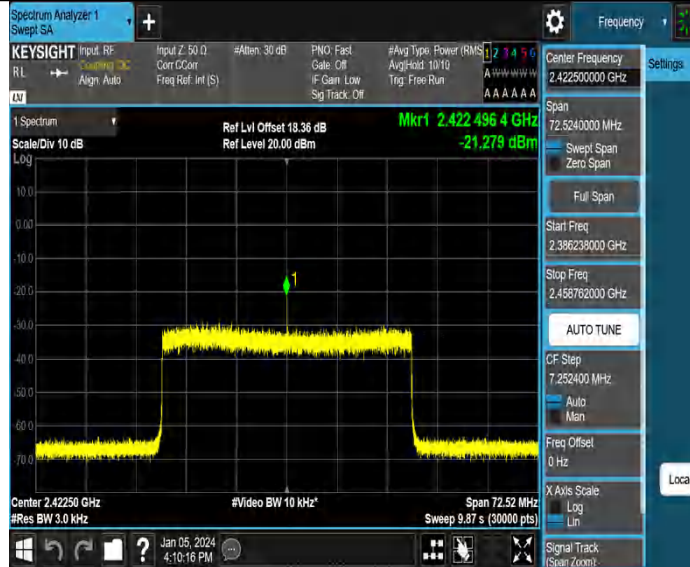 Spectrum Analyzer 1
Swept SA
+
Frequency
KEYSIGHT
RL
Input: RF
Coupling: DC
Align: Auto
Input Z: 50 Ω
Corr CCorr
Freq Ref: Int (S)
#Atten: 30 dB
PNO: Fast
Gate: Off
IF Gain: Low
Sig Track: Off
#Avg Type: Power (RMS
Avg|Hold: 10/10
Trig: Free Run
1 2 3 4 5 6
A W W W W W
A A A A A A
LXI
1 Spectrum
Scale/Div 10 dB
Log
Ref Lvl Offset 18.36 dB
Ref Level 20.00 dBm
Mkr1 2.422 496 4 GHz
-21.279 dBm
10.0
0.00
-10.0
-20.0
-30.0
-40.0
-50.0
-60.0
-70.0
1
Center 2.42250 GHz
#Res BW 3.0 kHz
#Video BW 10 kHz*
Span 72.52 MHz
Sweep 9.87 s (30000 pts)
?
Jan 05, 2024
4:10:16 PM
Center Frequency
2.422500000 GHz
Settings
Span
72.5240000 MHz
Swept Span
Zero Span
Full Span
Start Freq
2.386238000 GHz
Stop Freq
2.458762000 GHz
AUTO TUNE
CF Step
7.252400 MHz
Auto
Man
Freq Offset
0 Hz
X Axis Scale
Log
Lin
Local
Signal Track
(Span Zoom)